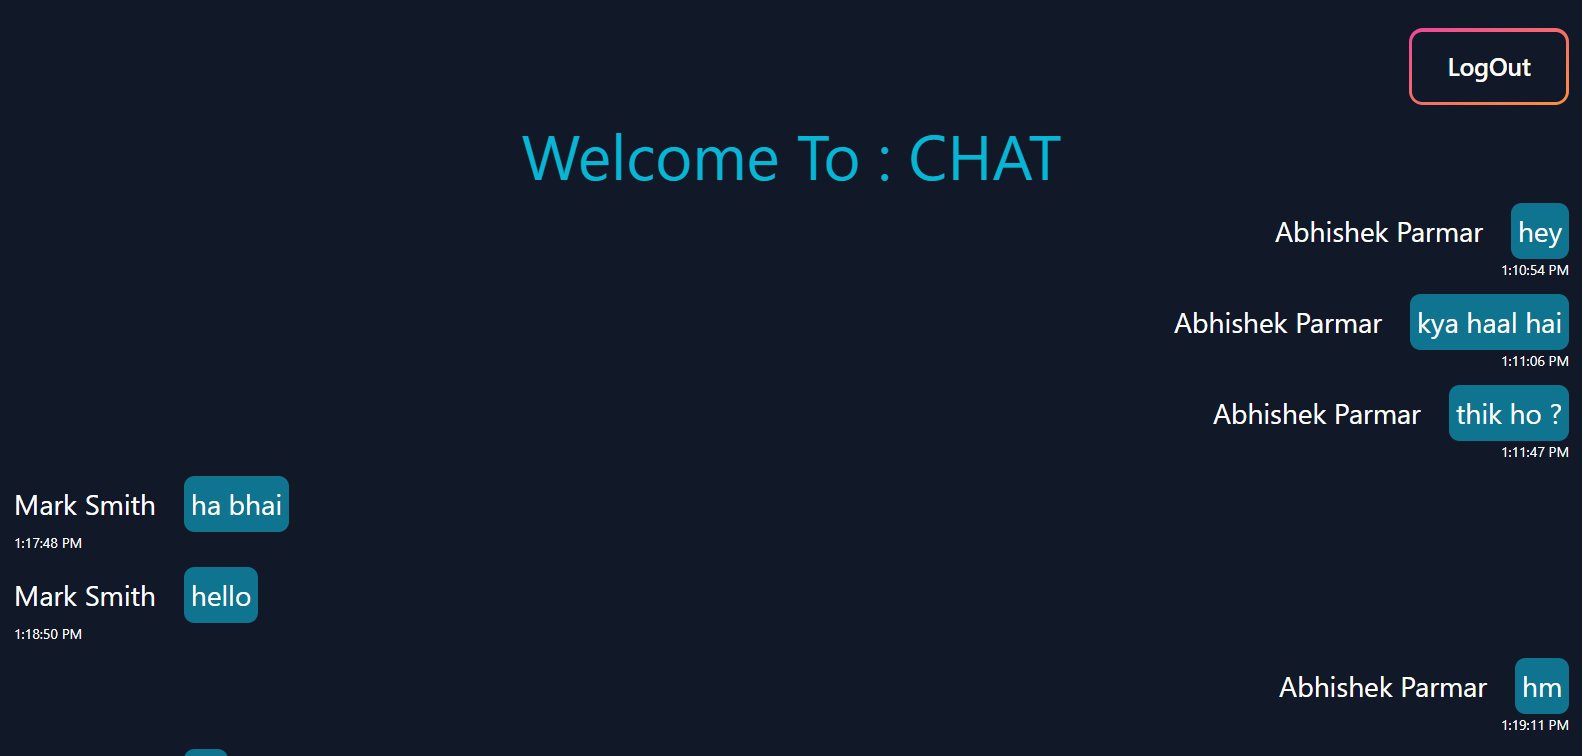 LogOut
Welcome To : CHAT
Abhishek Parmar hey
1:10:54 PM
Abhishek Parmar kya haal hai
1:11:06 PM
Abhishek Parmar thik ho ?
1:11:47 PM
Mark Smith ha bhai
1:17:48 PM
Mark Smith hello
1:18:50 PM
Abhishek Parmar hm
1:19:11 PM